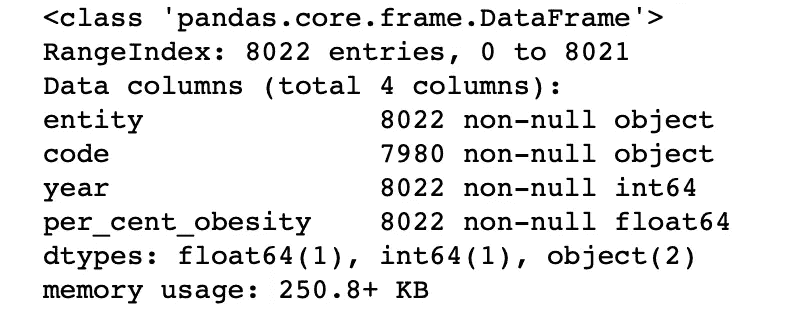 <class 'pandas.core.frame.DataFrame'>
RangeIndex: 8022 entries, 0 to 8021
Data columns (total 4 columns):
entity              8022 non-null object
code                7980 non-null object
year                8022 non-null int64
per_cent_obesity    8022 non-null float64
dtypes: float64(1), int64(1), object(2)
memory usage: 250.8+ KB